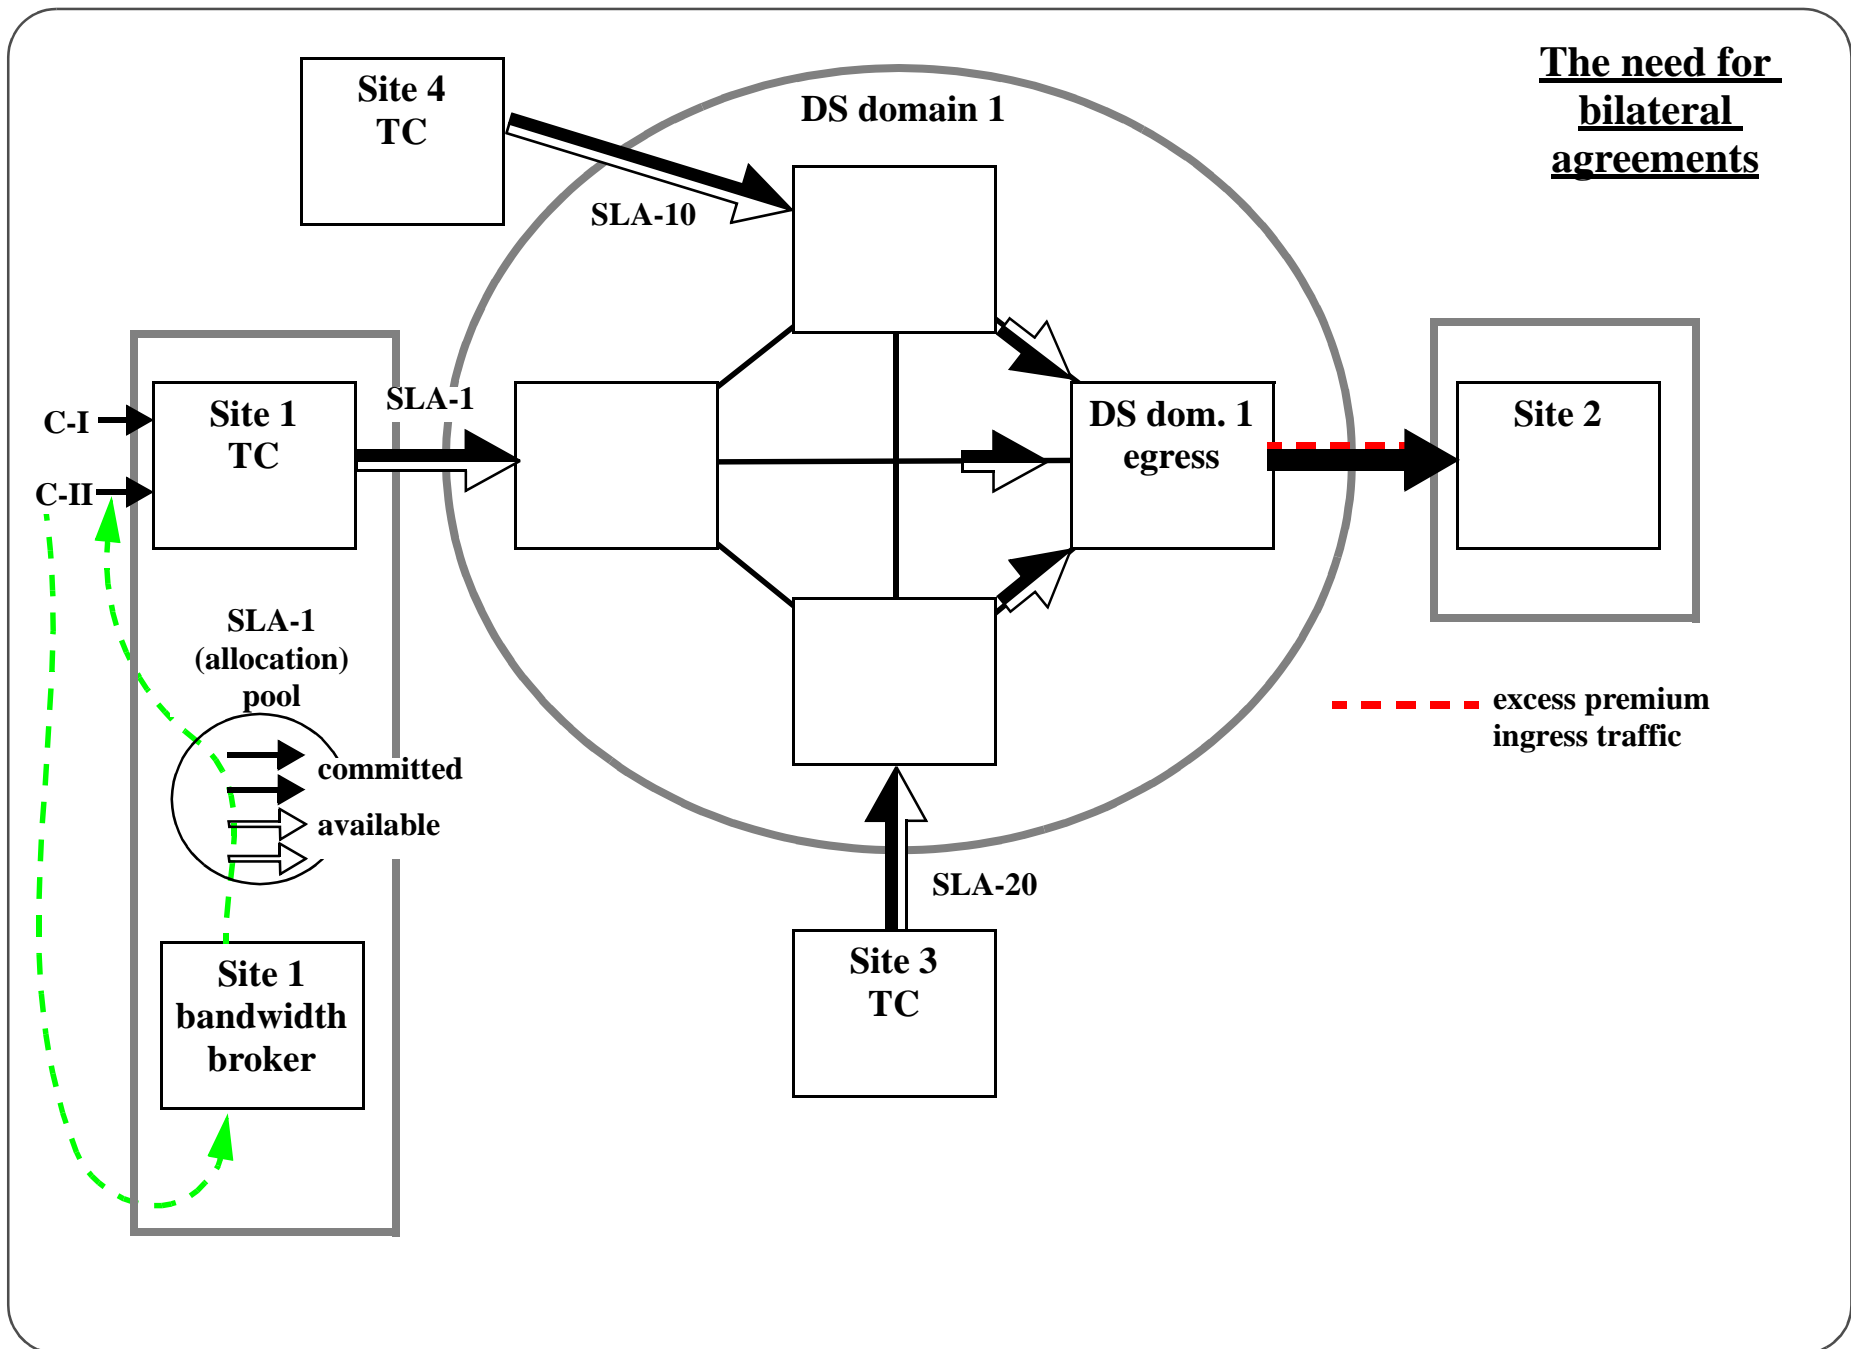 The need for
bilateral
agreements
Site 4
TC
DS domain 1
SLA-10
SLA-1
C-I
C-II
Site 1
TC
DS dom. 1
egress
Site 2
SLA-1
(allocation)
pool
committed
available
excess premium
ingress traffic
SLA-20
Site 3
TC
Site 1
bandwidth
broker